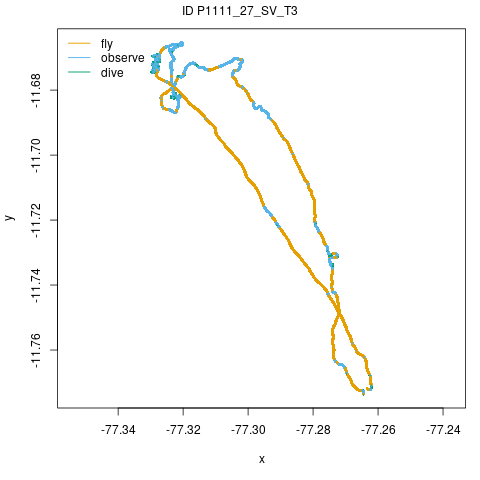 ID P1111_27_SV_T3
fly
observe
dive
-11.68
-11.70
-11.72
-11.74
-11.76
y
-77.34
-77.32
-77.30
-77.28
-77.26
-77.24
x